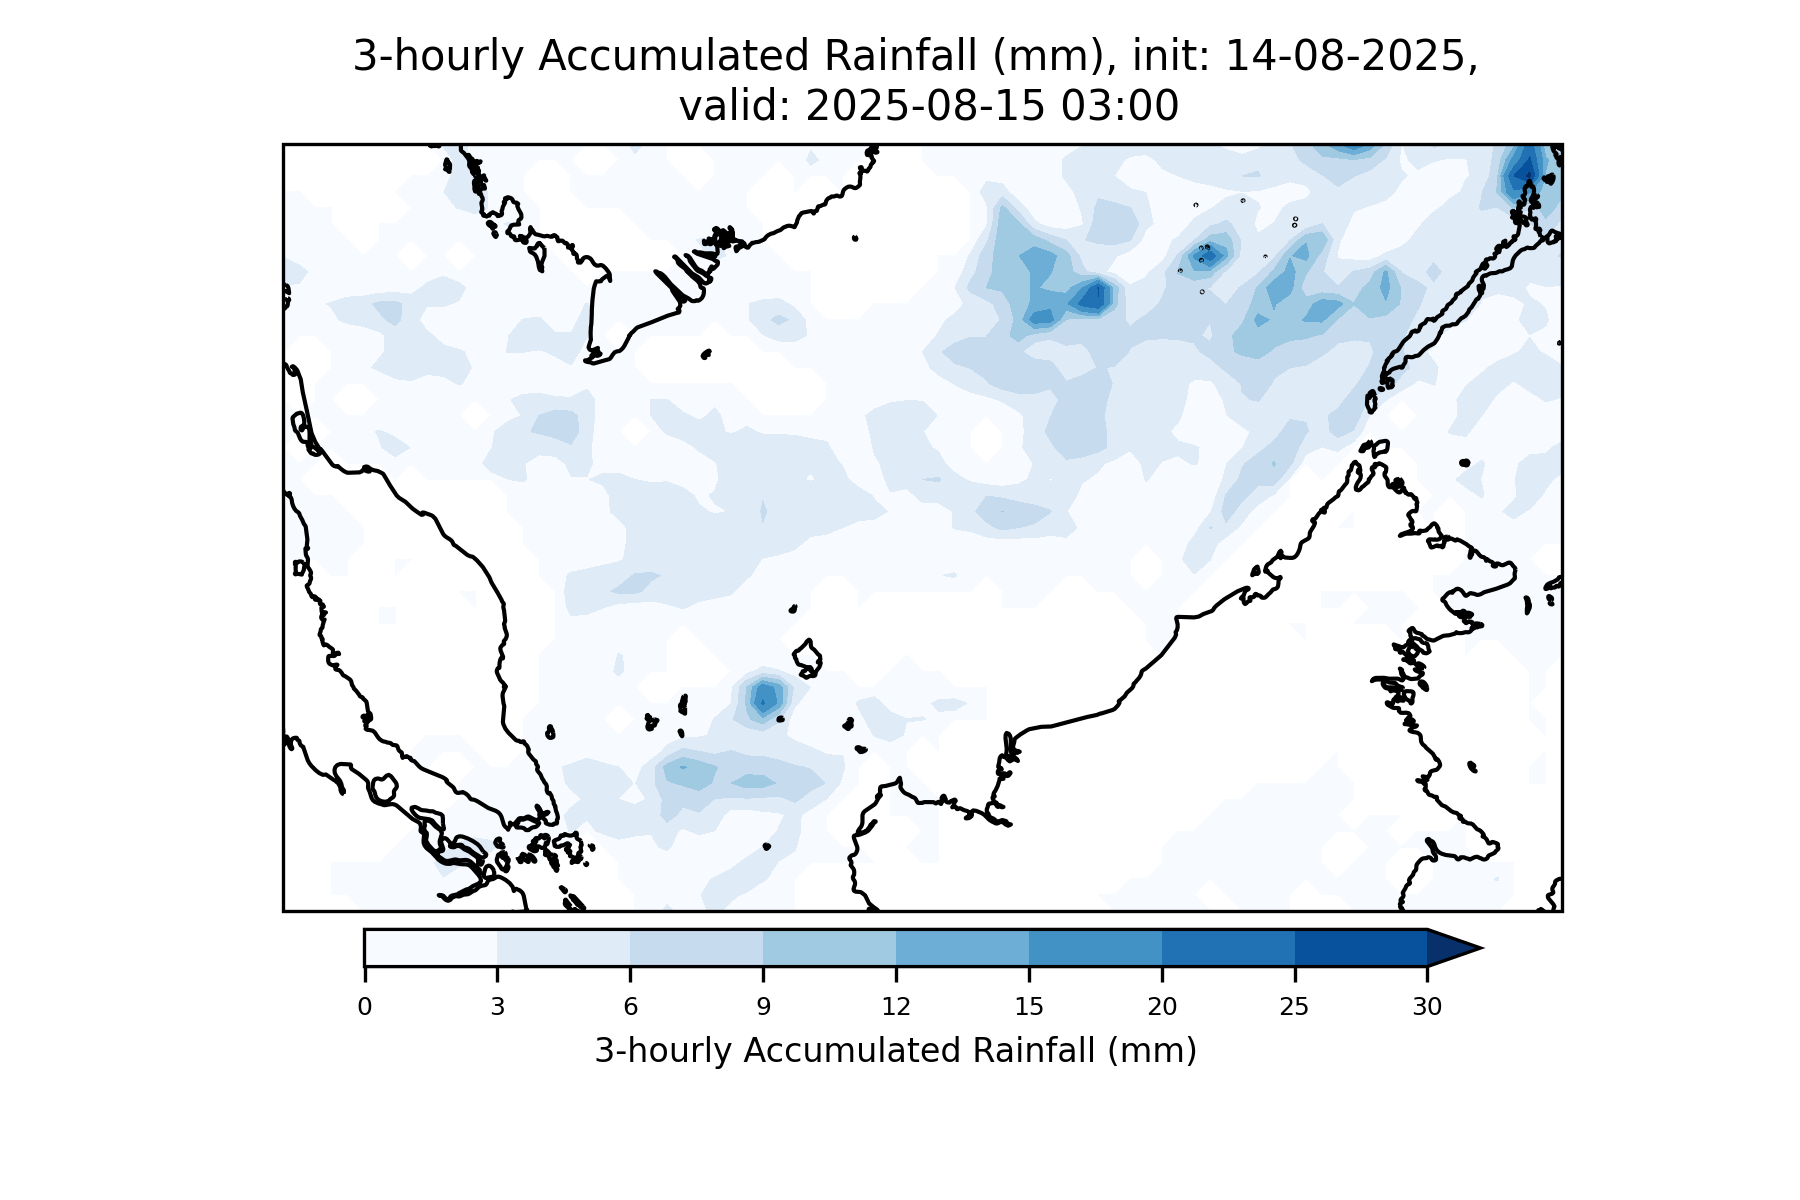 3-hourly Accumulated Rainfall (mm), init: 14-08-2025,
valid: 2025-08-15 03:00
0 3 6 9 12 15 20 25 30
3-hourly Accumulated Rainfall (mm)